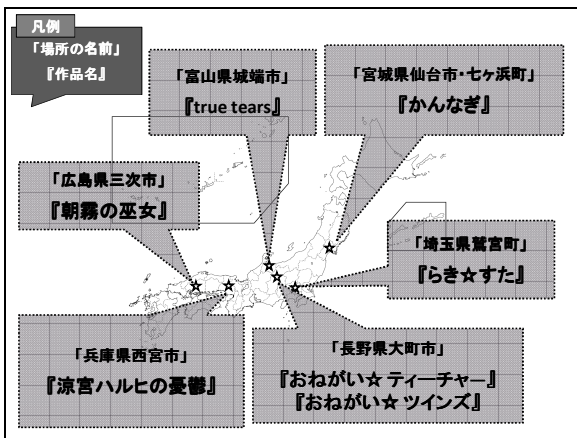 凡例
「場所の名前」
『作品名』
「富山県城端市」
『true tears』
「宮城県仙台市・七ヶ浜町」
『かんなぎ』
「広島県三次市」
『朝霧の巫女』
「埼玉県鷲宮町」
『らき☆すた』
「兵庫県西宮市」
『涼宮ハルヒの憂鬱』
「長野県大町市」
『おねがい☆ ティーチャー』
『おねがい☆ ツインズ』